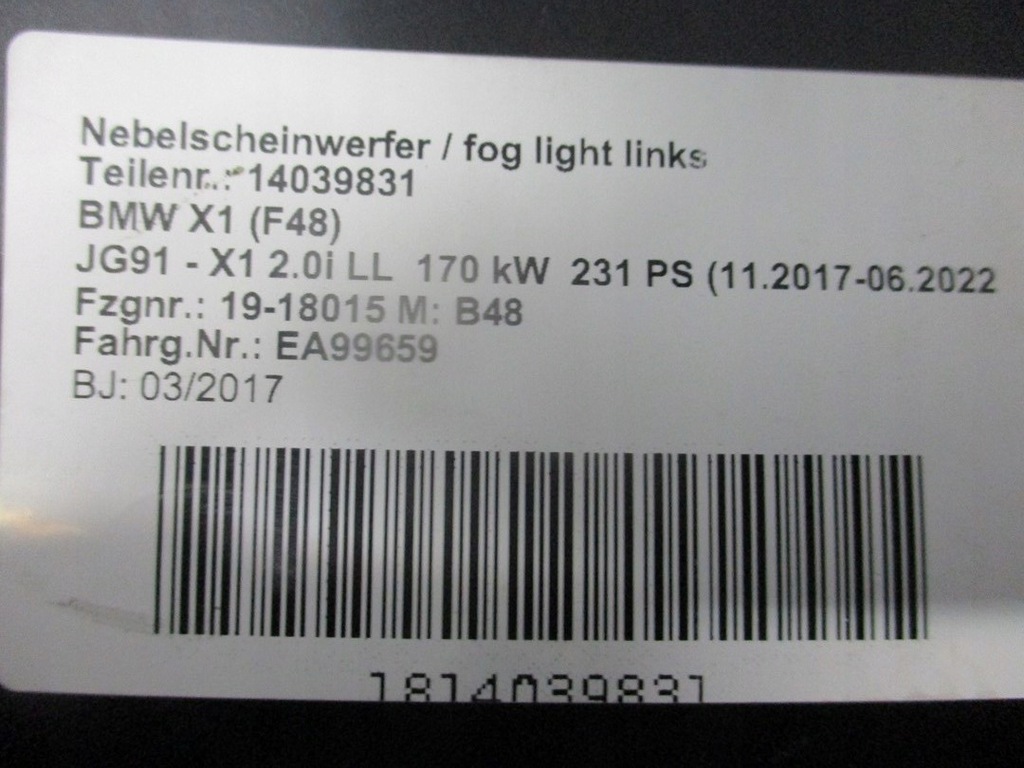 Nebelscheinwerfer / fog light links
Teilenr.: 14039831
BMW X1 (F48)
JG91 - X1 2.0i LL 170 kW 231 PS (11.2017-06.2022
Fzgnr.: 19-18015 M: B48
Fahrg.Nr.: EA99659
BJ: 03/2017
1814039831